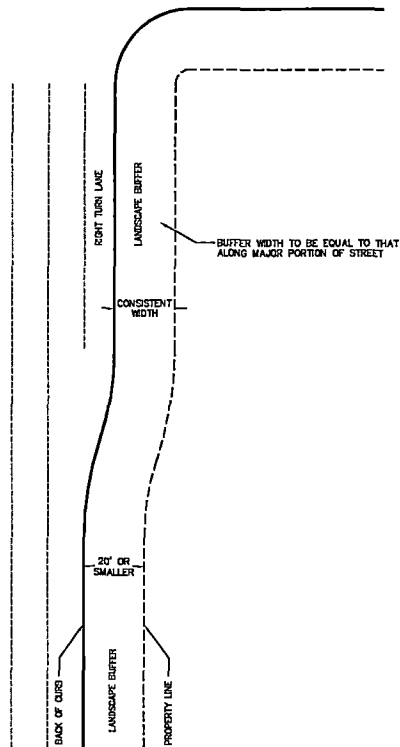 RIGHT TURN LANE
LANDSCAPE BUFFER
BUFFER WIDTH TO BE EQUAL TO THAT
ALONG MAJOR PORTION OF STREET
CONSISTENT
WIDTH
20' OR
SMALLER
BACK OF CURB
LANDSCAPE BUFFER
PROPERTY LINE